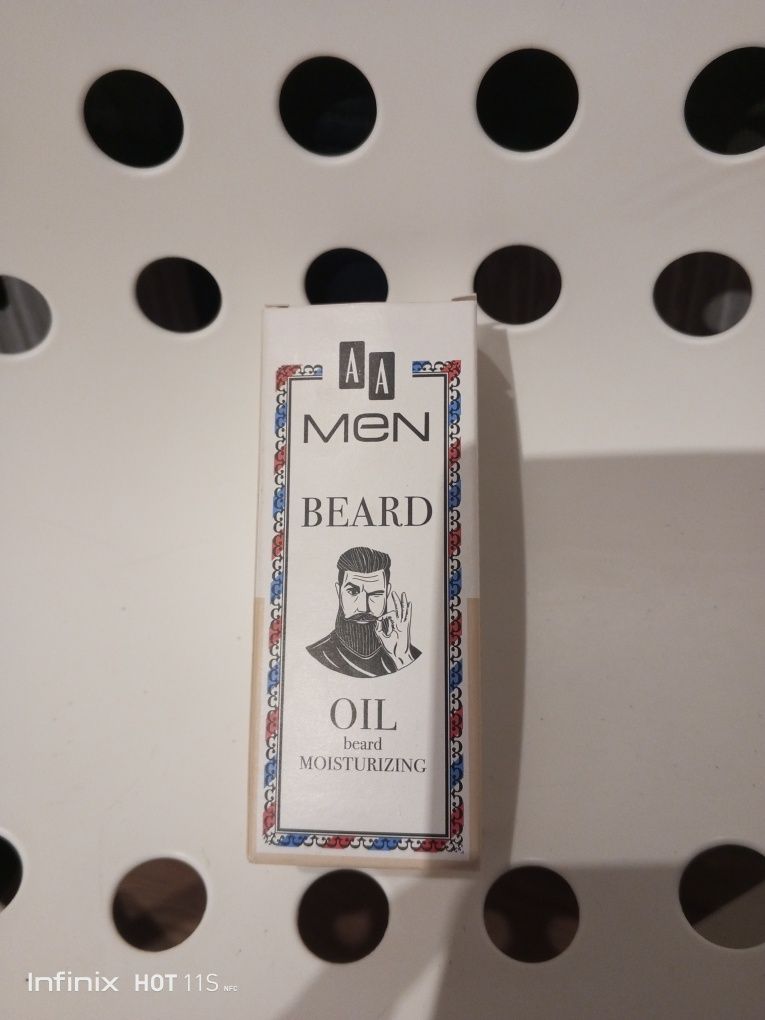 AA
MEN
BEARD
OIL
beard
MOISTURIZING
Infinix HOT 11S NFC